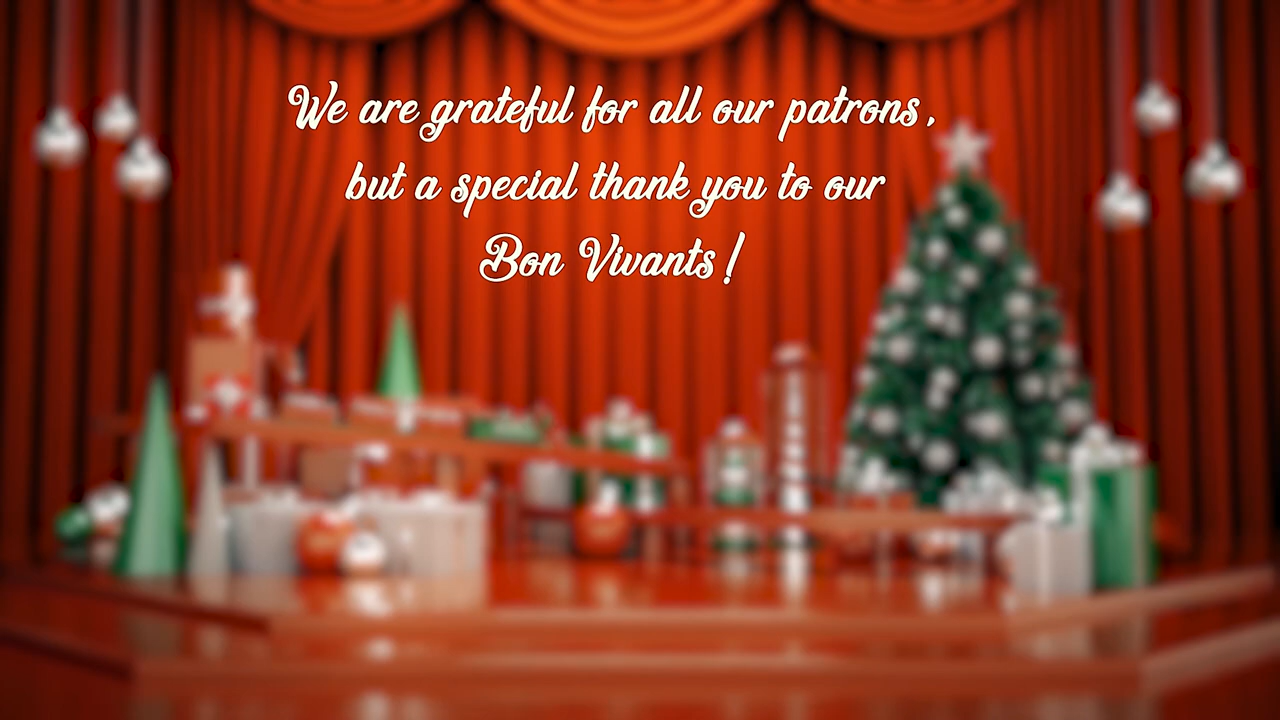 We are grateful for all our patrons,
but a special thank you to our
Bon Vivants!